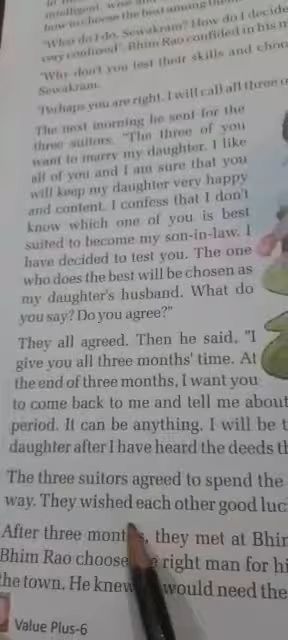 intelligent, wise and
how to choose the best among them
"What do I do, Sewakram? How do I decide
very confused". Bhim Rao confided in his m
"Why don't you test their skills and choo
Sewakram.
"Perhaps you are right. I will call all three o
The next morning he sent for the
three suitors. "The three of you
want to marry my daughter. I like
all of you and I am sure that you
will keep my daughter very happy
and content. I confess that I don't
know which one of you is best
suited to become my son-in-law. I
have decided to test you. The one
who does the best will be chosen as
my daughter's husband. What do
you say? Do you agree?"
They all agreed. Then he said, "I
give you all three months' time. At
the end of three months, I want you
to come back to me and tell me about
period. It can be anything. I will be t
daughter after I have heard the deeds th
The three suitors agreed to spend the
way. They wished each other good luc
After three months, they met at Bhim
Bhim Rao choose right man for hi
the town. He knew would need the
Value Plus-6